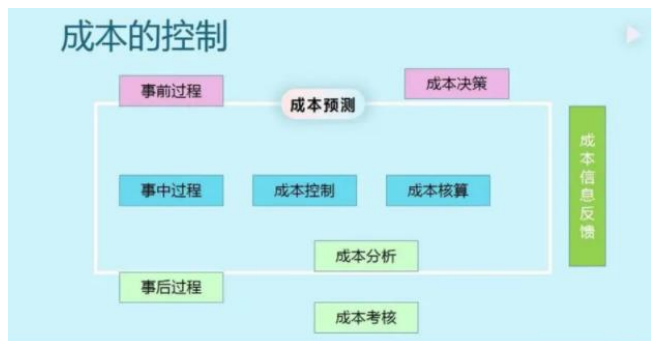 成本的控制
事前过程
成本预测
成本决策
事中过程
成本控制
成本核算
成本信息反馈
成本分析
事后过程
成本考核